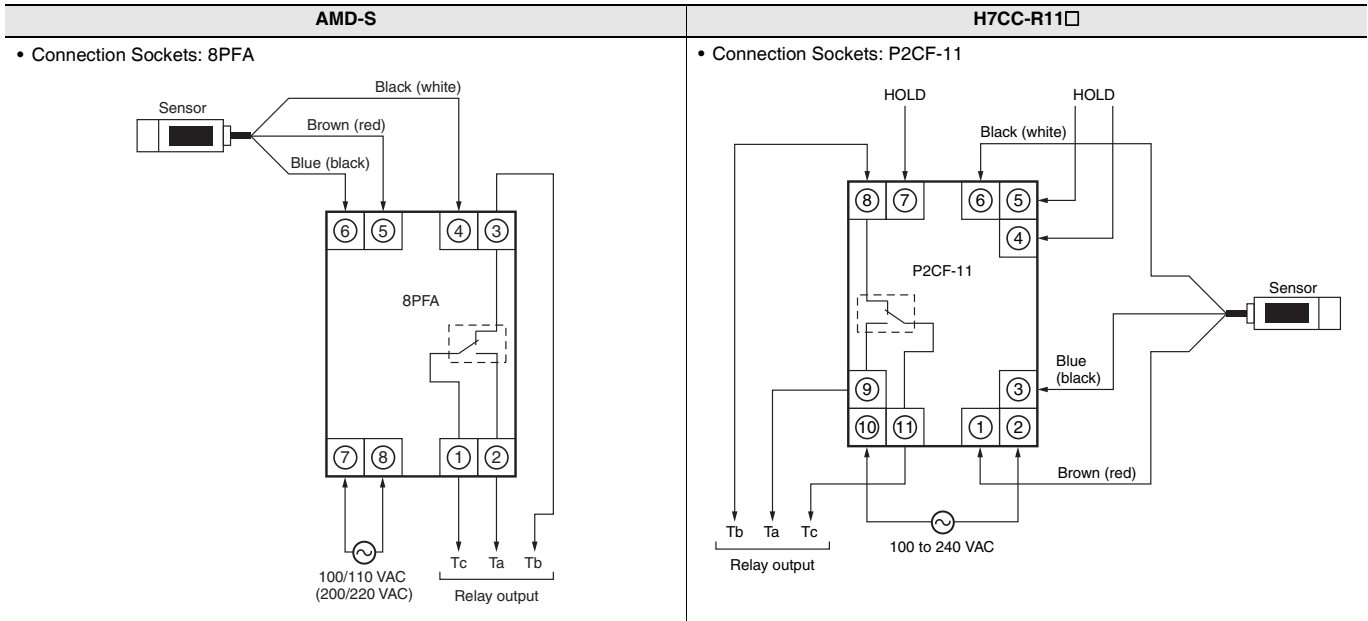 AMD-S
• Connection Sockets: 8PFA
Black (white)
Sensor
Brown (red)
Blue (black)
6 5 4 3
8PFA
7 8 1 2
100/110 VAC
(200/220 VAC)
Tc Ta Tb
Relay output
H7CC-R11□
• Connection Sockets: P2CF-11
HOLD HOLD
Black (white)
8 7 6 5
4
P2CF-11
Sensor
Blue
(black)
9 3
10 11 1 2
Brown (red)
Tb Ta Tc
100 to 240 VAC
Relay output